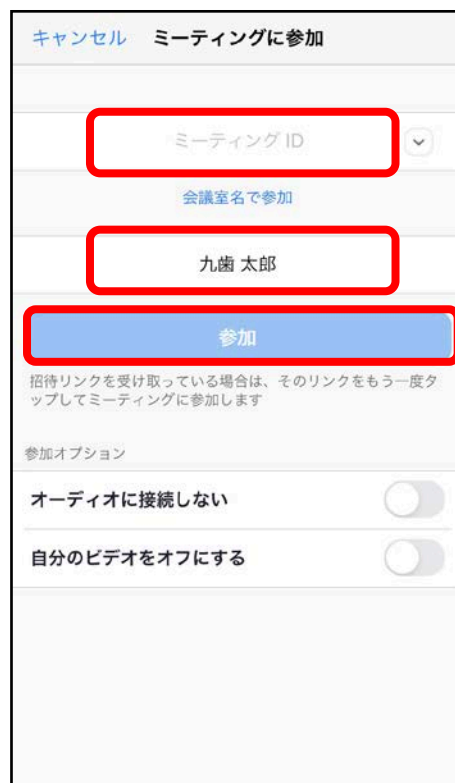 キャンセル ミーティングに参加
ミーティング ID
会議室名で参加
九歯 太郎
参加
招待リンクを受け取っている場合は、そのリンクをもう一度タ
ップしてミーティングに参加します
参加オプション
オーディオに接続しない
自分のビデオをオフにする